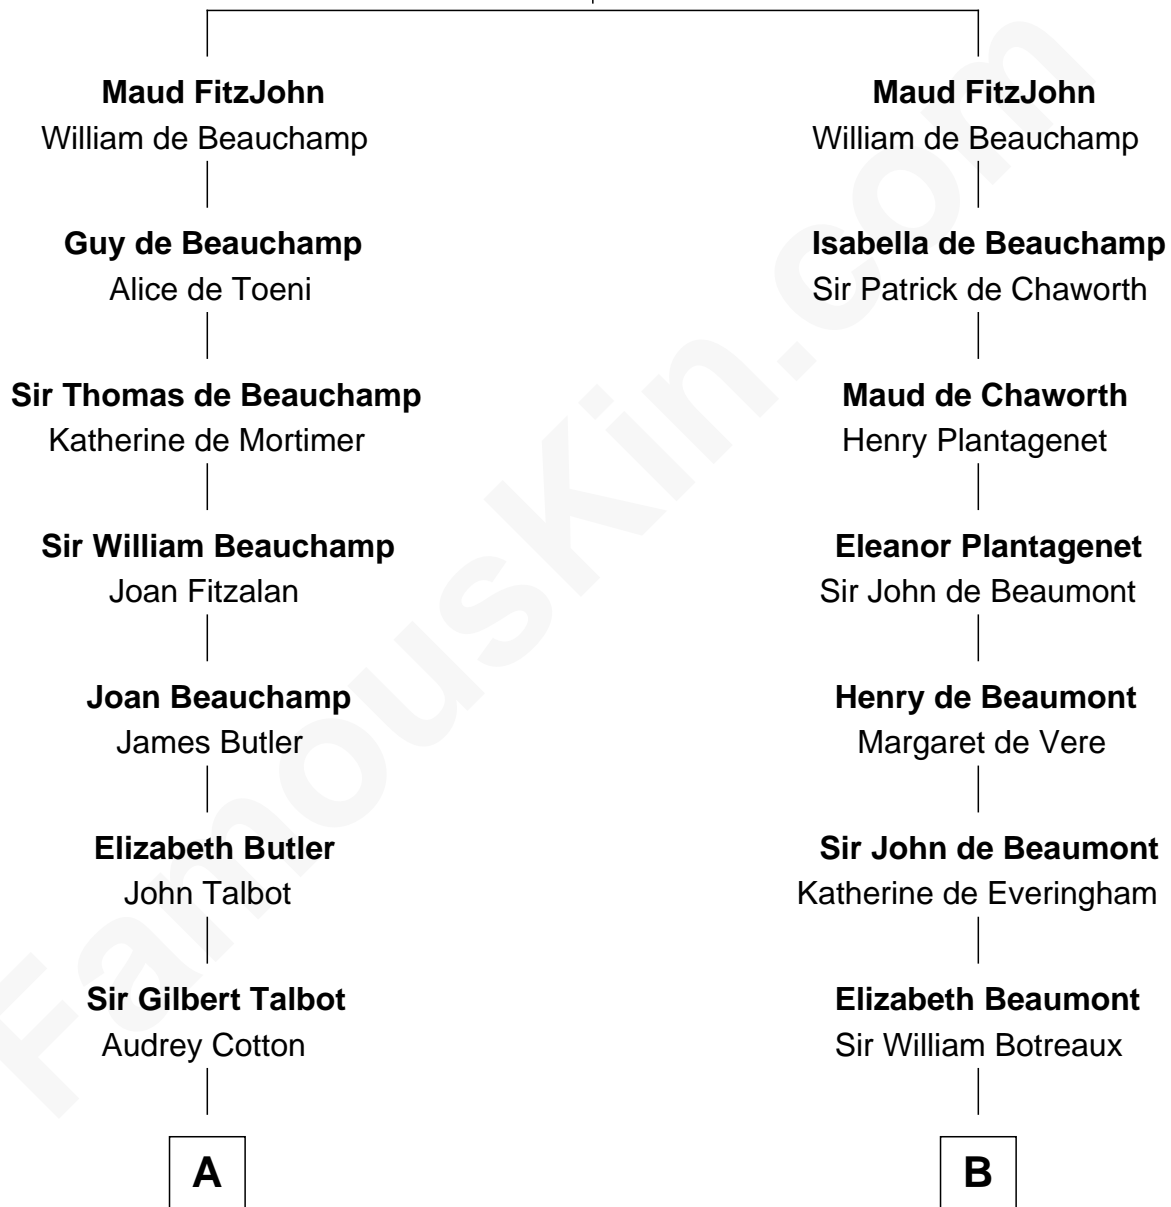 Maud FitzJohn
William de Beauchamp
Guy de Beauchamp
Alice de Toeni
Sir Thomas de Beauchamp
Katherine de Mortimer
Sir William Beauchamp
Joan Fitzalan
Joan Beauchamp
James Butler
Elizabeth Butler
John Talbot
Sir Gilbert Talbot
Audrey Cotton
A
Maud FitzJohn
William de Beauchamp
Isabella de Beauchamp
Sir Patrick de Chaworth
Maud de Chaworth
Henry Plantagenet
Eleanor Plantagenet
Sir John de Beaumont
Henry de Beaumont
Margaret de Vere
Sir John de Beaumont
Katherine de Everingham
Elizabeth Beaumont
Sir William Botreaux
B
FamousKin.com